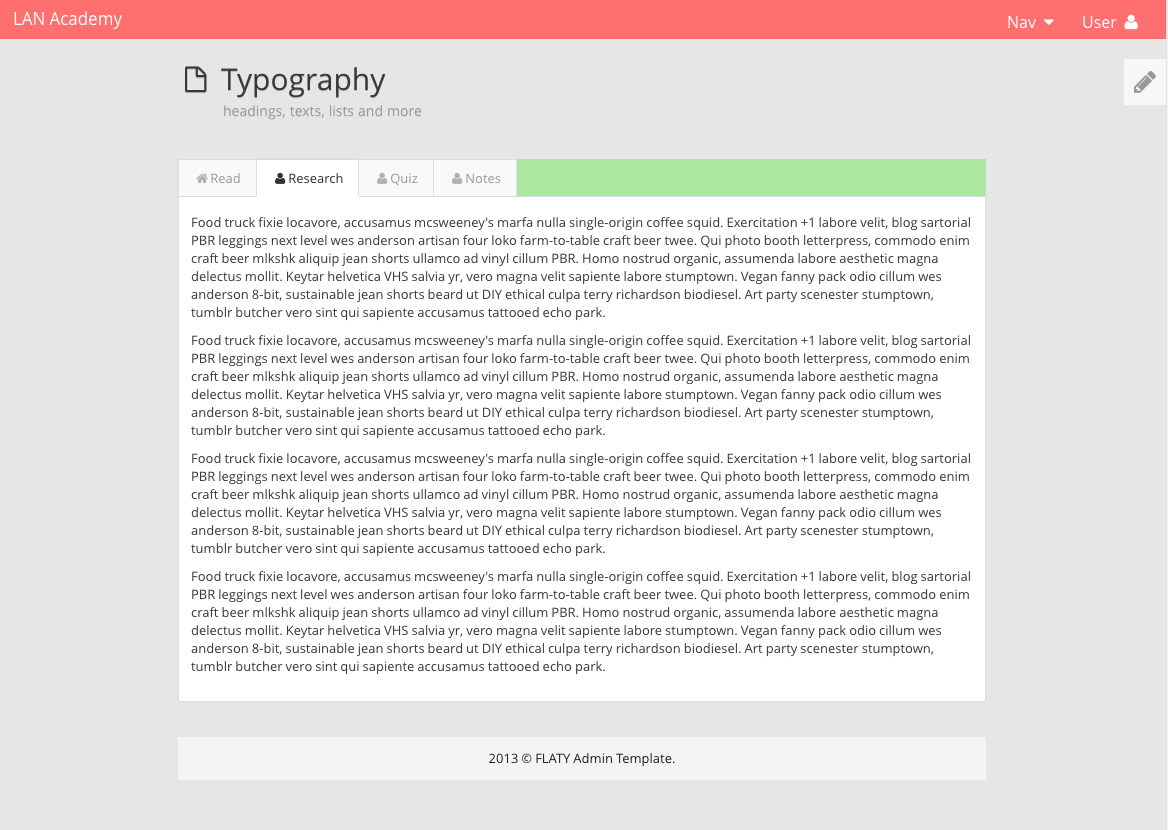 LAN Academy
Nav
User
Typography
headings, texts, lists and more
Read
Research
Quiz
Notes
Food truck fixie locavore, accusamus mcsweeney's marfa nulla single-origin coffee squid. Exercitation +1 labore velit, blog sartorial
PBR leggings next level wes anderson artisan four loko farm-to-table craft beer twee. Qui photo booth letterpress, commodo enim
craft beer mlkshk aliquip jean shorts ullamco ad vinyl cillum PBR. Homo nostrud organic, assumenda labore aesthetic magna
delectus mollit. Keytar helvetica VHS salvia yr, vero magna velit sapiente labore stumptown. Vegan fanny pack odio cillum wes
anderson 8-bit, sustainable jean shorts beard ut DIY ethical culpa terry richardson biodiesel. Art party scenester stumptown,
tumblr butcher vero sint qui sapiente accusamus tattooed echo park.
Food truck fixie locavore, accusamus mcsweeney's marfa nulla single-origin coffee squid. Exercitation +1 labore velit, blog sartorial
PBR leggings next level wes anderson artisan four loko farm-to-table craft beer twee. Qui photo booth letterpress, commodo enim
craft beer mlkshk aliquip jean shorts ullamco ad vinyl cillum PBR. Homo nostrud organic, assumenda labore aesthetic magna
delectus mollit. Keytar helvetica VHS salvia yr, vero magna velit sapiente labore stumptown. Vegan fanny pack odio cillum wes
anderson 8-bit, sustainable jean shorts beard ut DIY ethical culpa terry richardson biodiesel. Art party scenester stumptown,
tumblr butcher vero sint qui sapiente accusamus tattooed echo park.
Food truck fixie locavore, accusamus mcsweeney's marfa nulla single-origin coffee squid. Exercitation +1 labore velit, blog sartorial
PBR leggings next level wes anderson artisan four loko farm-to-table craft beer twee. Qui photo booth letterpress, commodo enim
craft beer mlkshk aliquip jean shorts ullamco ad vinyl cillum PBR. Homo nostrud organic, assumenda labore aesthetic magna
delectus mollit. Keytar helvetica VHS salvia yr, vero magna velit sapiente labore stumptown. Vegan fanny pack odio cillum wes
anderson 8-bit, sustainable jean shorts beard ut DIY ethical culpa terry richardson biodiesel. Art party scenester stumptown,
tumblr butcher vero sint qui sapiente accusamus tattooed echo park.
Food truck fixie locavore, accusamus mcsweeney's marfa nulla single-origin coffee squid. Exercitation +1 labore velit, blog sartorial
PBR leggings next level wes anderson artisan four loko farm-to-table craft beer twee. Qui photo booth letterpress, commodo enim
craft beer mlkshk aliquip jean shorts ullamco ad vinyl cillum PBR. Homo nostrud organic, assumenda labore aesthetic magna
delectus mollit. Keytar helvetica VHS salvia yr, vero magna velit sapiente labore stumptown. Vegan fanny pack odio cillum wes
anderson 8-bit, sustainable jean shorts beard ut DIY ethical culpa terry richardson biodiesel. Art party scenester stumptown,
tumblr butcher vero sint qui sapiente accusamus tattooed echo park.
2013 © FLATY Admin Template.